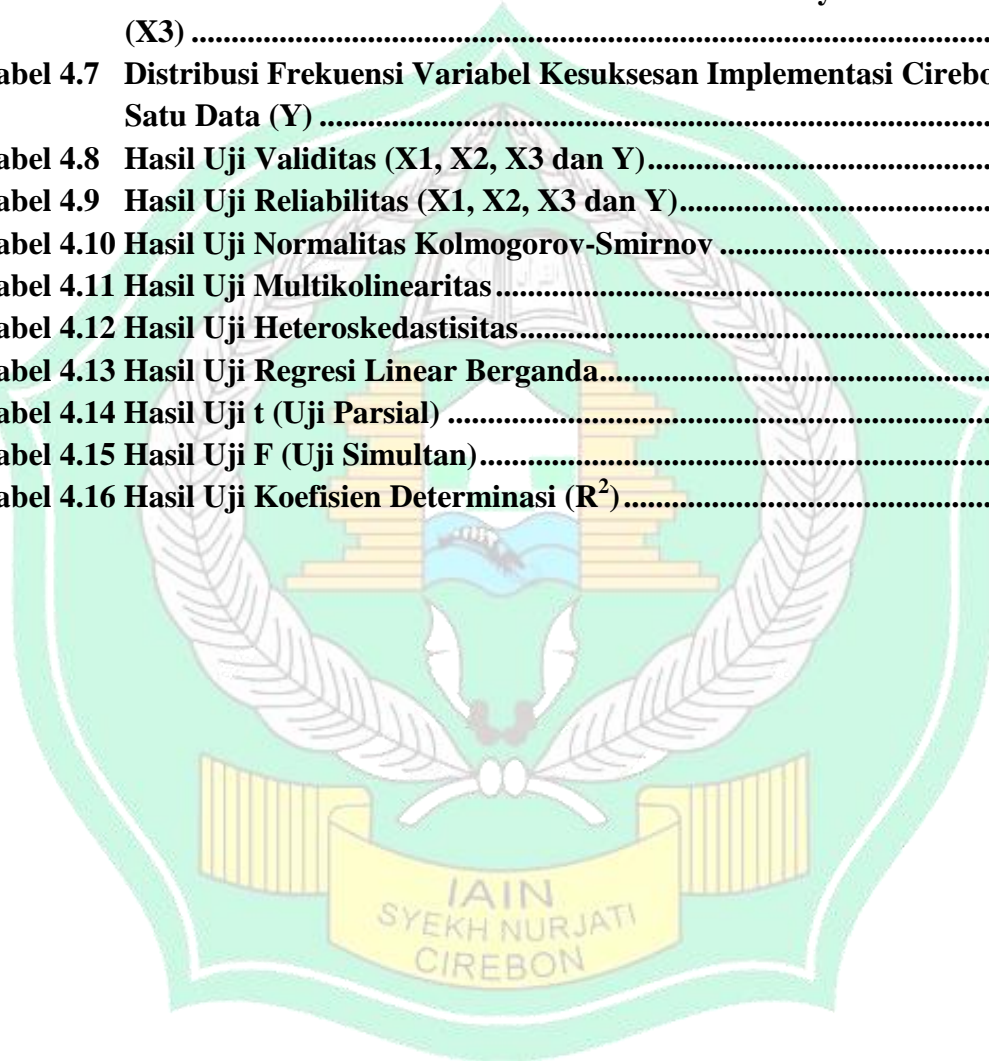 (X3) ................................................................
abel 4.7 Distribusi Frekuensi Variabel Kesuksesan Implementasi Cirebo
Satu Data (Y) ................................................................
abel 4.8 Hasil Uji Validitas (X1, X2, X3 dan Y) ................................
abel 4.9 Hasil Uji Reliabilitas (X1, X2, X3 dan Y) ................................
abel 4.10 Hasil Uji Normalitas Kolmogorov-Smirnov ................................
abel 4.11 Hasil Uji Multikolinearitas ................................
abel 4.12 Hasil Uji Heteroskedastisitas ................................
abel 4.13 Hasil Uji Regresi Linear Berganda ................................
abel 4.14 Hasil Uji t (Uji Parsial) ................................
abel 4.15 Hasil Uji F (Uji Simultan) ................................
abel 4.16 Hasil Uji Koefisien Determinasi (R²) ................................
IAIN
SYEKH NURJATI
CIREBON